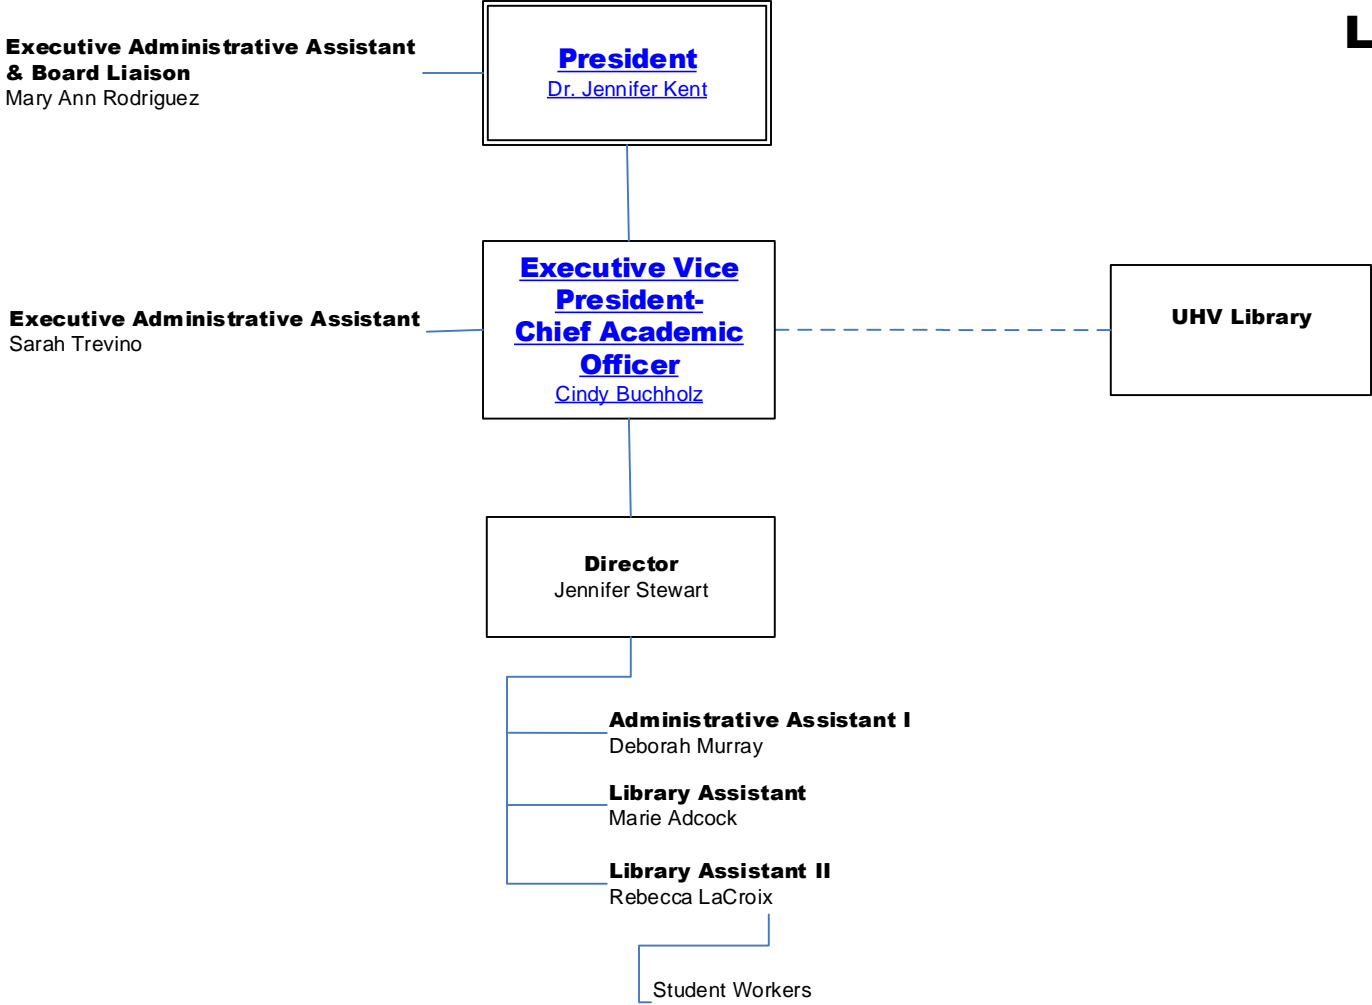 L
Executive Administrative Assistant
& Board Liaison
Mary Ann Rodriguez
President
Dr. Jennifer Kent
Executive Administrative Assistant
Sarah Trevino
Executive Vice
President-
Chief Academic
Officer
Cindy Buchholz
UHV Library
Director
Jennifer Stewart
Administrative Assistant I
Deborah Murray
Library Assistant
Marie Adcock
Library Assistant II
Rebecca LaCroix
Student Workers